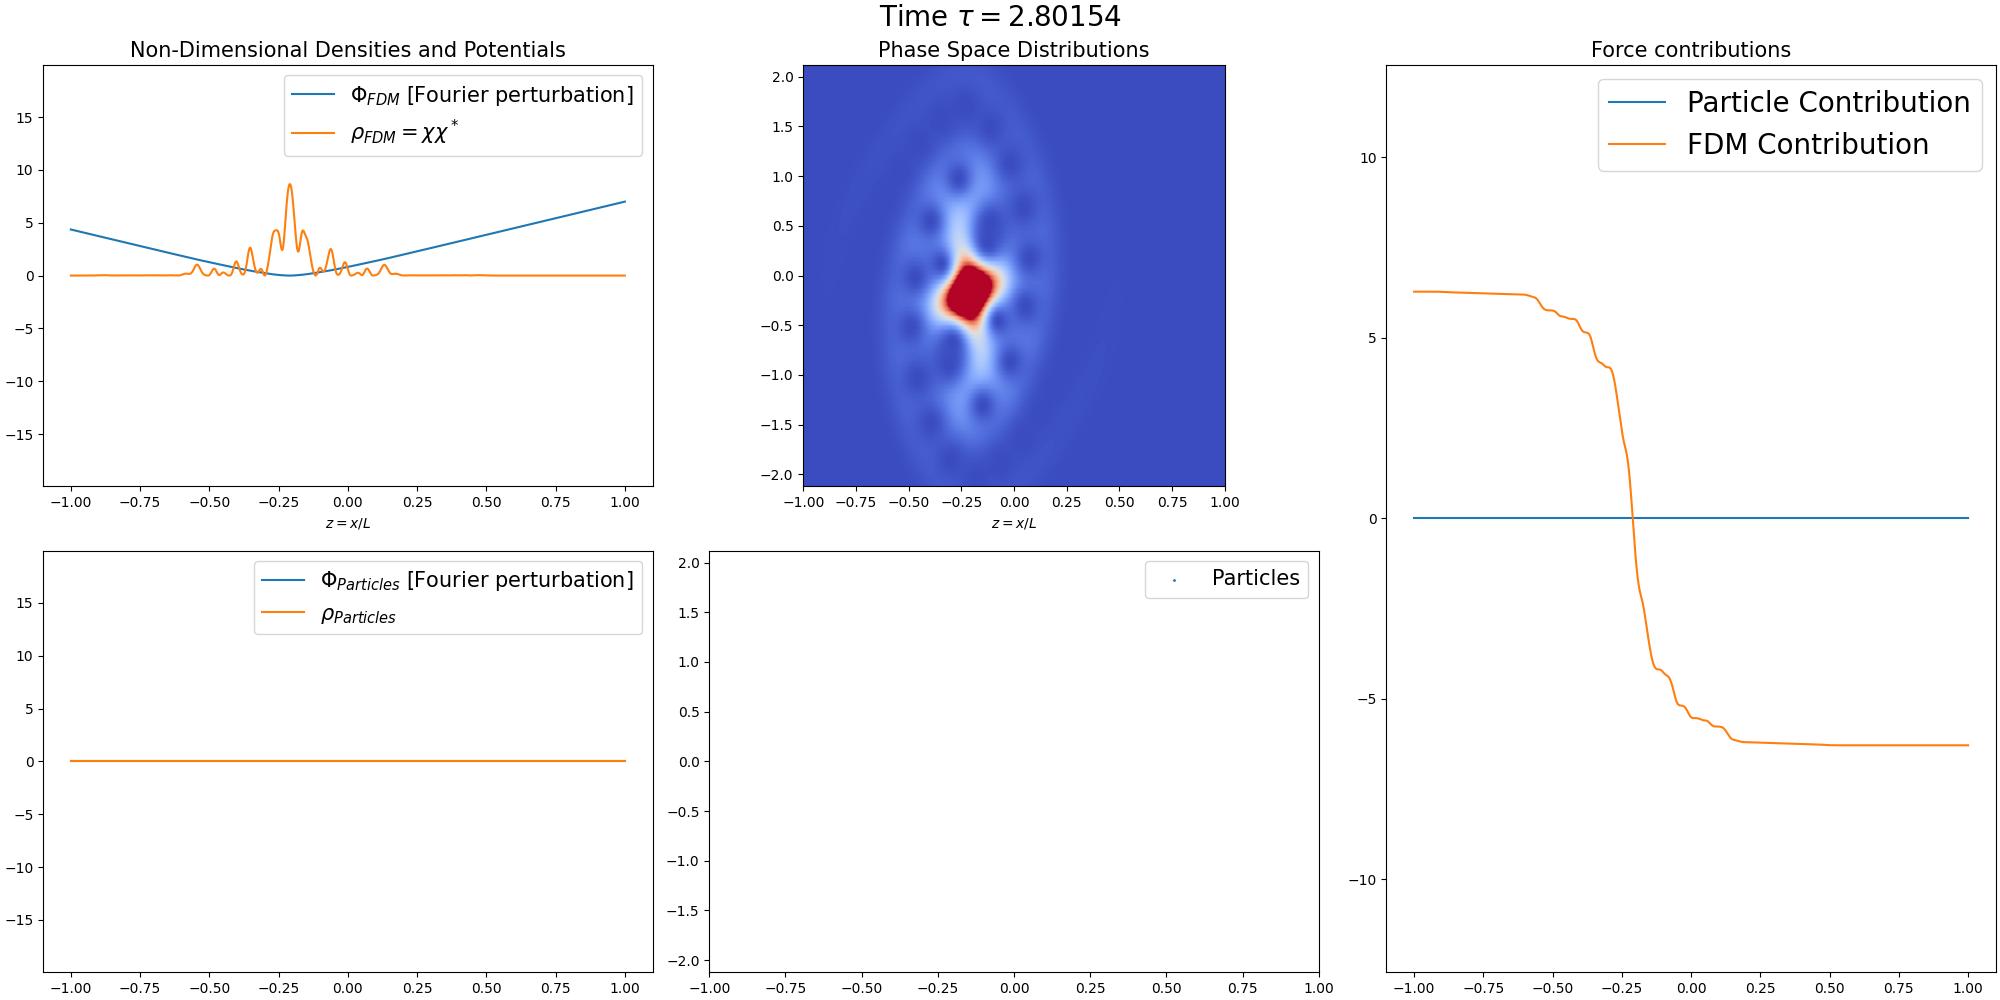 Time τ = 2.80154
Non-Dimensional Densities and Potentials
Φ_FDM [Fourier perturbation]
ρ_FDM = χχ*
15
10
5
0
−5
−10
−15
−1.00 −0.75 −0.50 −0.25 0.00 0.25 0.50 0.75 1.00
z = x/L
Phase Space Distributions
2.0
1.5
1.0
0.5
0.0
−0.5
−1.0
−1.5
−2.0
−1.00 −0.75 −0.50 −0.25 0.00 0.25 0.50 0.75 1.00
z = x/L
Force contributions
Particle Contribution
FDM Contribution
10
5
0
−5
−10
−1.00 −0.75 −0.50 −0.25 0.00 0.25 0.50 0.75 1.00
Φ_Particles [Fourier perturbation]
ρ_Particles
15
10
5
0
−5
−10
−15
−1.00 −0.75 −0.50 −0.25 0.00 0.25 0.50 0.75 1.00
Particles
2.0
1.5
1.0
0.5
0.0
−0.5
−1.0
−1.5
−2.0
−1.00 −0.75 −0.50 −0.25 0.00 0.25 0.50 0.75 1.00